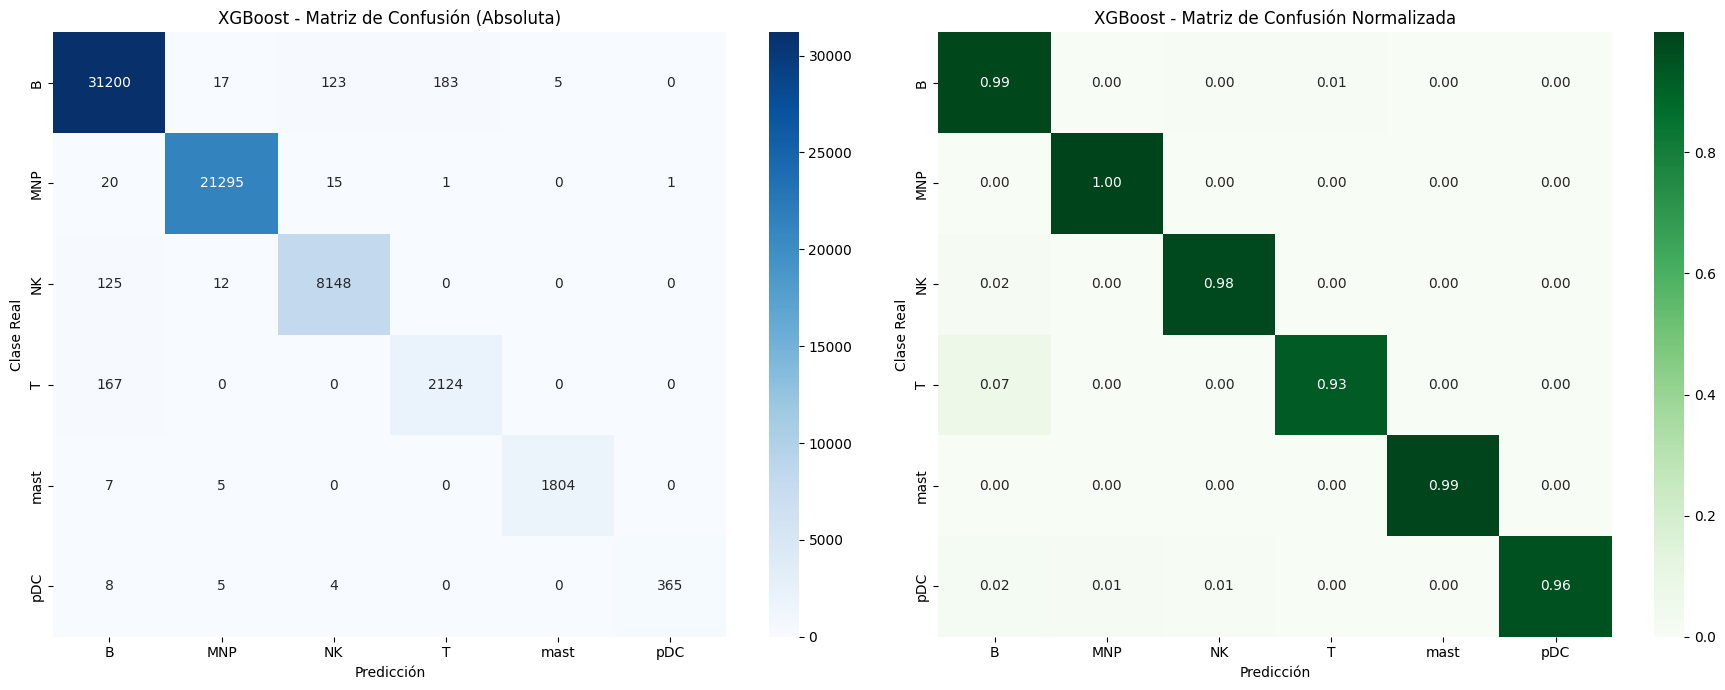 XGBoost - Matriz de Confusión (Absoluta)
B 31200 17 123 183 5 0
MNP 20 21295 15 1 0 1
NK 125 12 8148 0 0 0
T 167 0 0 2124 0 0
mast 7 5 0 0 1804 0
pDC 8 5 4 0 0 365
B MNP NK T mast pDC
Predicción
Clase Real
30000
25000
20000
15000
10000
5000
0
XGBoost - Matriz de Confusión Normalizada
B 0.99 0.00 0.00 0.01 0.00 0.00
MNP 0.00 1.00 0.00 0.00 0.00 0.00
NK 0.02 0.00 0.98 0.00 0.00 0.00
T 0.07 0.00 0.00 0.93 0.00 0.00
mast 0.00 0.00 0.00 0.00 0.99 0.00
pDC 0.02 0.01 0.01 0.00 0.00 0.96
B MNP NK T mast pDC
Predicción
Clase Real
0.8
0.6
0.4
0.2
0.0